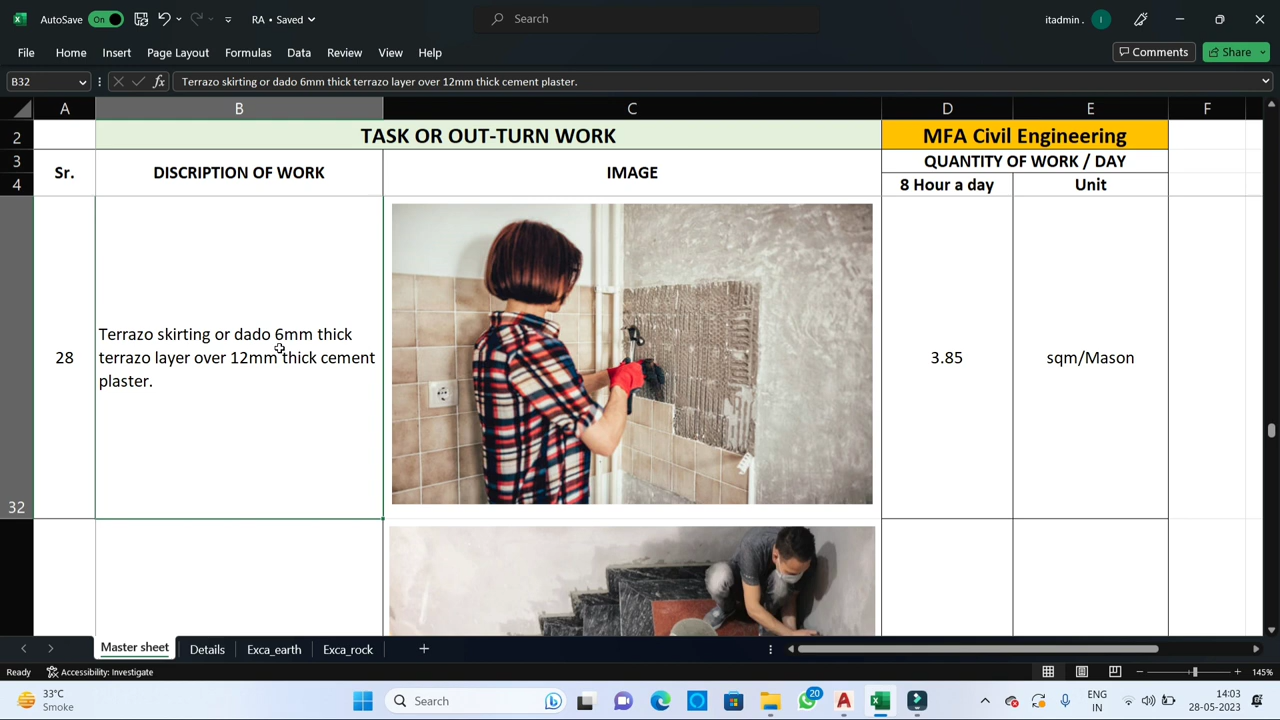 AutoSave On RA • Saved Search itadmin . I
File Home Insert Page Layout Formulas Data Review View Help Comments Share
B32 fx Terrazo skirting or dado 6mm thick terrazo layer over 12mm thick cement plaster.
A B C D E F
2 TASK OR OUT-TURN WORK MFA Civil Engineering
3 Sr. DISCRIPTION OF WORK IMAGE QUANTITY OF WORK / DAY
4 8 Hour a day Unit
Terrazo skirting or dado 6mm thick
28 terrazo layer over 12mm thick cement 3.85 sqm/Mason
plaster.
32
Master sheet Details Exca_earth Exca_rock
Ready Accessibility: Investigate 145%
33°C Smoke Search 20 ENG IN 14:03 28-05-2023